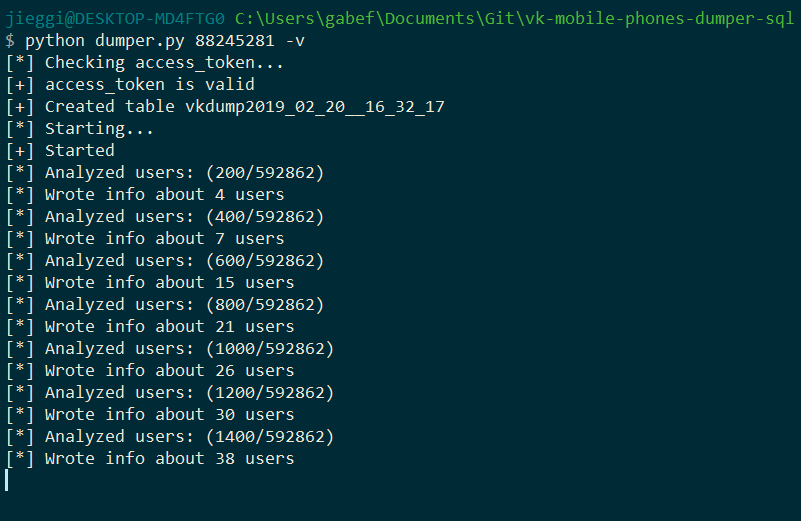 jieggi@DESKTOP-MD4FTG0 C:\Users\gabef\Documents\Git\vk-mobile-phones-dumper-sql
$ python dumper.py 88245281 -v
[*] Checking access_token...
[+] access_token is valid
[+] Created table vkdump2019_02_20__16_32_17
[*] Starting...
[+] Started
[*] Analyzed users: (200/592862)
[*] Wrote info about 4 users
[*] Analyzed users: (400/592862)
[*] Wrote info about 7 users
[*] Analyzed users: (600/592862)
[*] Wrote info about 15 users
[*] Analyzed users: (800/592862)
[*] Wrote info about 21 users
[*] Analyzed users: (1000/592862)
[*] Wrote info about 26 users
[*] Analyzed users: (1200/592862)
[*] Wrote info about 30 users
[*] Analyzed users: (1400/592862)
[*] Wrote info about 38 users